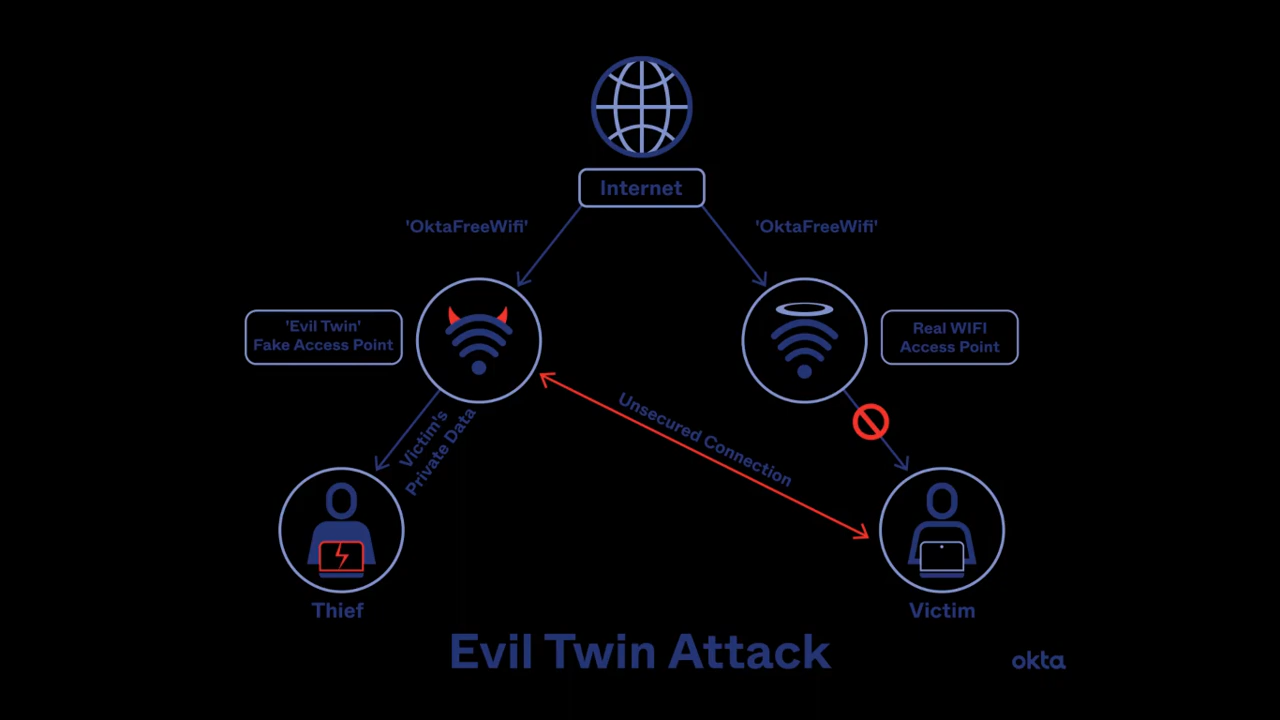 Internet
'OktaFreeWifi'
'OktaFreeWifi'
'Evil Twin'
Fake Access Point
Real WIFI
Access Point
Unsecured Connection
Victim's
Private Data
Thief
Victim
Evil Twin Attack
okta